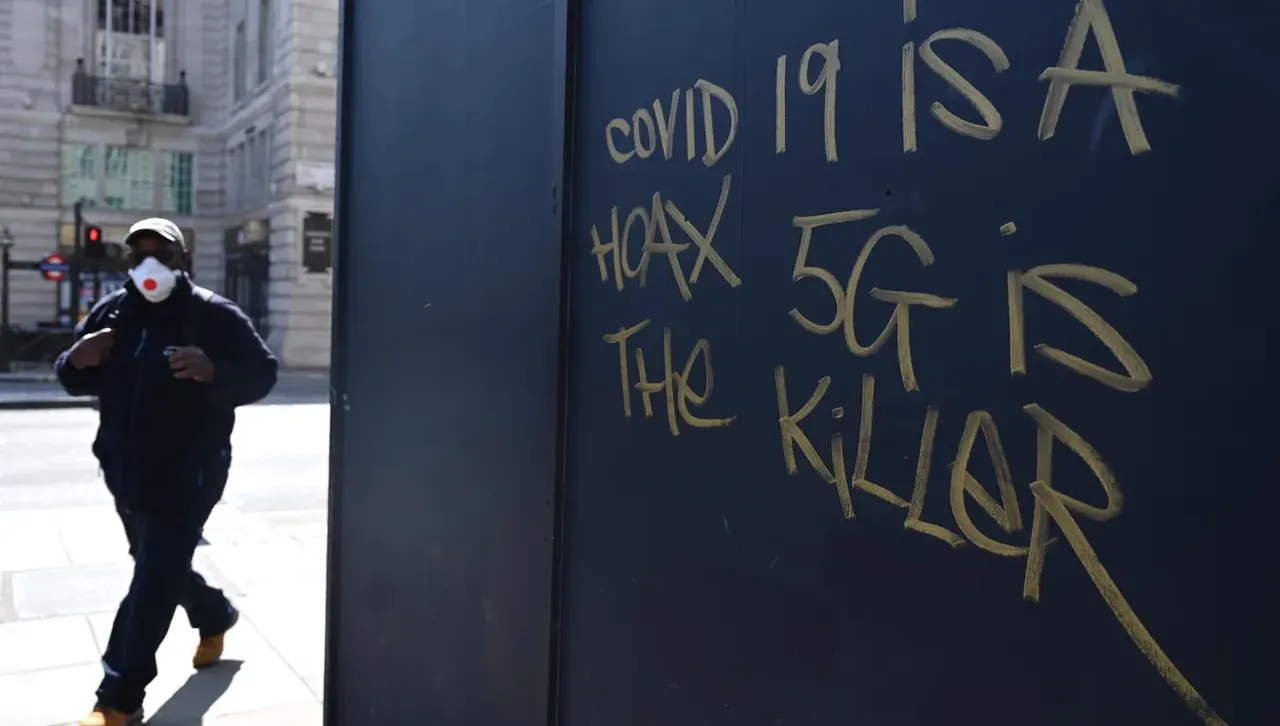 COVID 19 iS A
HOAX 5G iS
THe KiLLeR